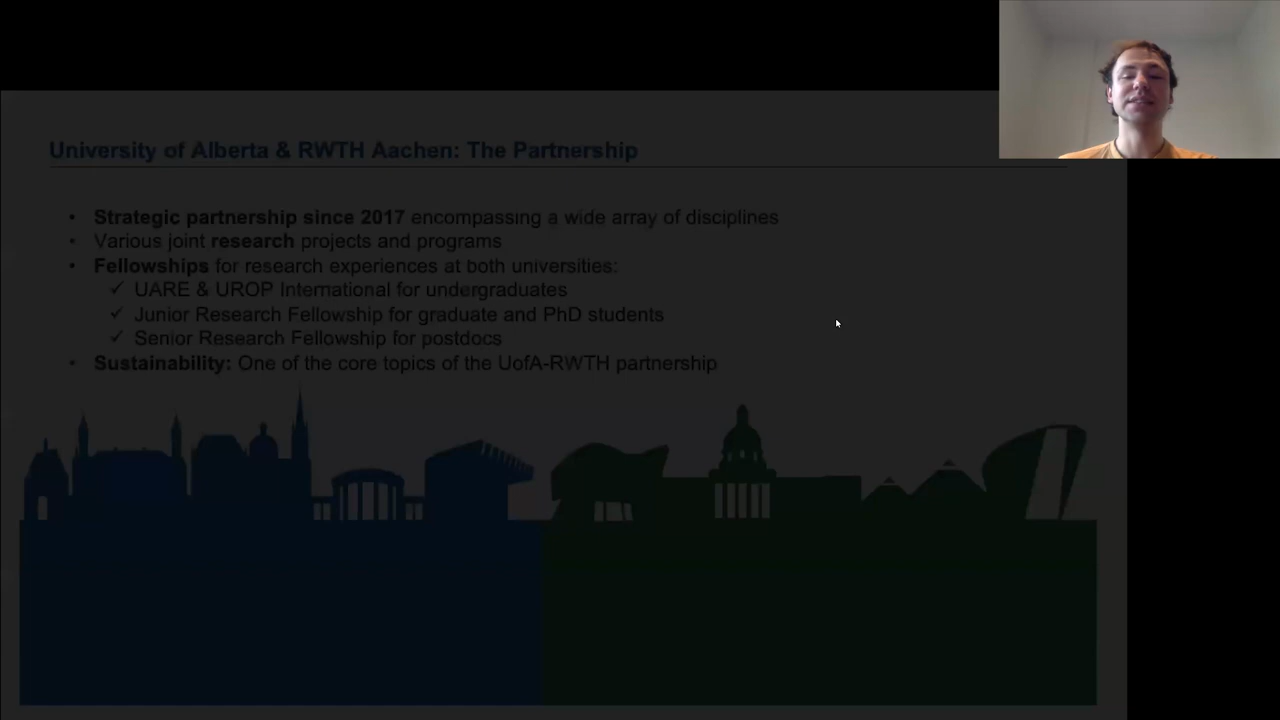 University of Alberta & RWTH Aachen: The Partnership
• Strategic partnership since 2017 encompassing a wide array of disciplines
• Various joint research projects and programs
• Fellowships for research experiences at both universities:
✓ UARE & UROP International for undergraduates
✓ Junior Research Fellowship for graduate and PhD students
✓ Senior Research Fellowship for postdocs
• Sustainability: One of the core topics of the UofA-RWTH partnership